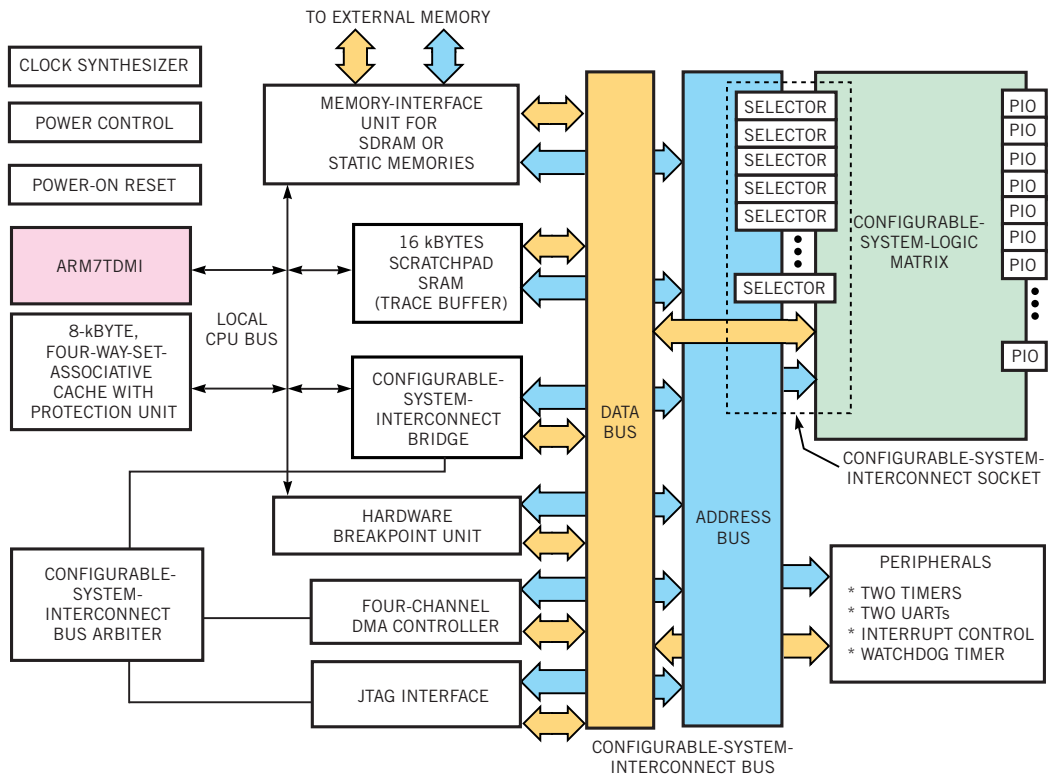 TO EXTERNAL MEMORY
CLOCK SYNTHESIZER
POWER CONTROL
POWER-ON RESET
ARM7TDMI
8-kBYTE,
FOUR-WAY-SET-
ASSOCIATIVE
CACHE WITH
PROTECTION UNIT
LOCAL
CPU BUS
MEMORY-INTERFACE
UNIT FOR
SDRAM OR
STATIC MEMORIES
16 kBYTES
SCRATCHPAD
SRAM
(TRACE BUFFER)
CONFIGURABLE-
SYSTEM-
INTERCONNECT
BRIDGE
HARDWARE
BREAKPOINT UNIT
CONFIGURABLE-
SYSTEM-
INTERCONNECT
BUS ARBITER
FOUR-CHANNEL
DMA CONTROLLER
JTAG INTERFACE
DATA
BUS
ADDRESS
BUS
CONFIGURABLE-SYSTEM-
INTERCONNECT BUS
SELECTOR
SELECTOR
SELECTOR
SELECTOR
SELECTOR
SELECTOR
CONFIGURABLE-
SYSTEM-LOGIC
MATRIX
PIO
PIO
PIO
PIO
PIO
PIO
PIO
PIO
CONFIGURABLE-SYSTEM-
INTERCONNECT SOCKET
PERIPHERALS
* TWO TIMERS
* TWO UARTs
* INTERRUPT CONTROL
* WATCHDOG TIMER